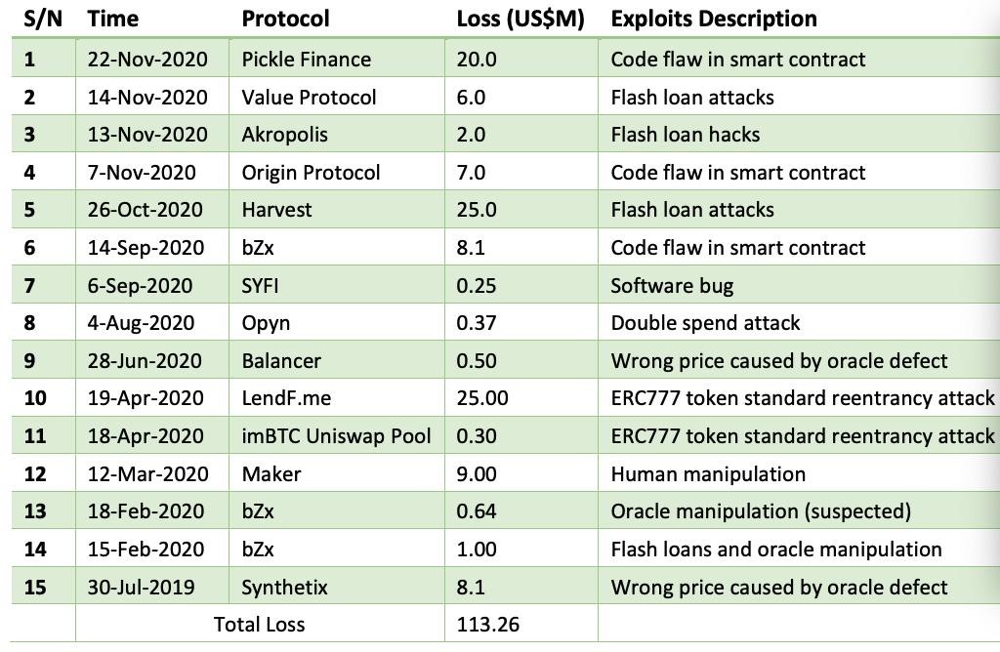 S/N Time Protocol Loss (US$M) Exploits Description
1 22-Nov-2020 Pickle Finance 20.0 Code flaw in smart contract
2 14-Nov-2020 Value Protocol 6.0 Flash loan attacks
3 13-Nov-2020 Akropolis 2.0 Flash loan hacks
4 7-Nov-2020 Origin Protocol 7.0 Code flaw in smart contract
5 26-Oct-2020 Harvest 25.0 Flash loan attacks
6 14-Sep-2020 bZx 8.1 Code flaw in smart contract
7 6-Sep-2020 SYFI 0.25 Software bug
8 4-Aug-2020 Opyn 0.37 Double spend attack
9 28-Jun-2020 Balancer 0.50 Wrong price caused by oracle defect
10 19-Apr-2020 LendF.me 25.00 ERC777 token standard reentrancy attack
11 18-Apr-2020 imBTC Uniswap Pool 0.30 ERC777 token standard reentrancy attack
12 12-Mar-2020 Maker 9.00 Human manipulation
13 18-Feb-2020 bZx 0.64 Oracle manipulation (suspected)
14 15-Feb-2020 bZx 1.00 Flash loans and oracle manipulation
15 30-Jul-2019 Synthetix 8.1 Wrong price caused by oracle defect
Total Loss 113.26